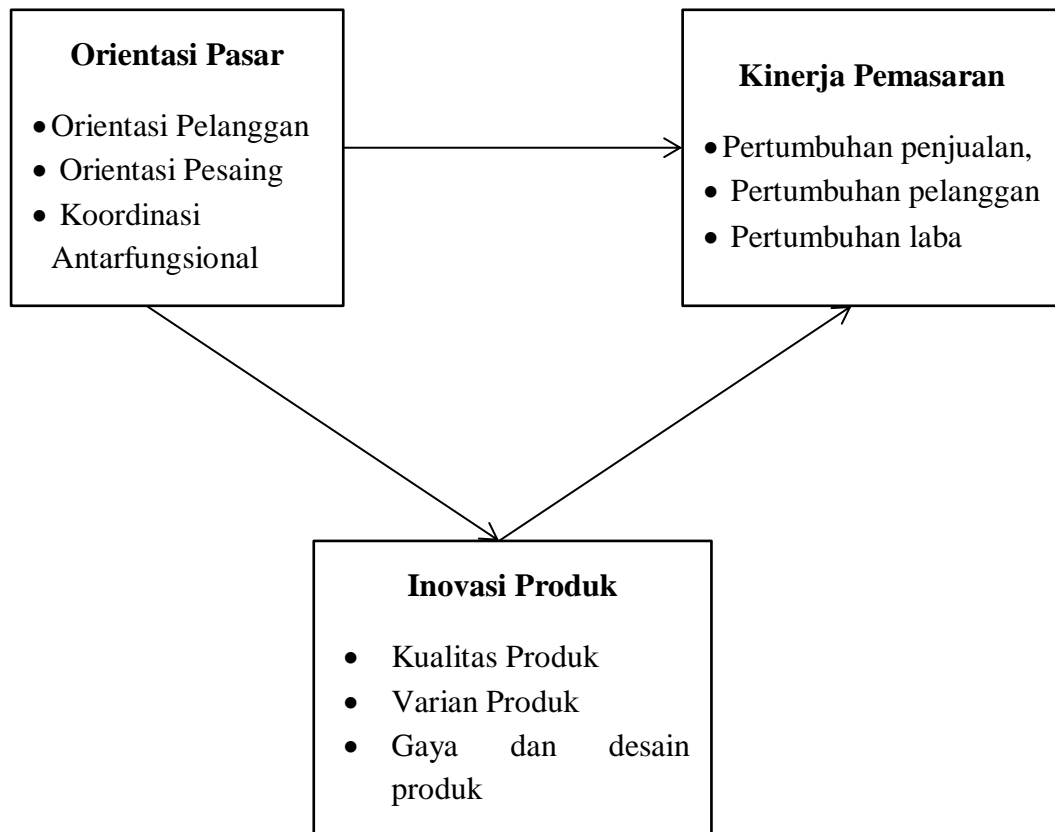 Orientasi Pasar
• Orientasi Pelanggan
• Orientasi Pesaing
• Koordinasi
Antarfungsional
Kinerja Pemasaran
• Pertumbuhan penjualan,
• Pertumbuhan pelanggan
• Pertumbuhan laba
Inovasi Produk
• Kualitas Produk
• Varian Produk
• Gaya dan desain
produk